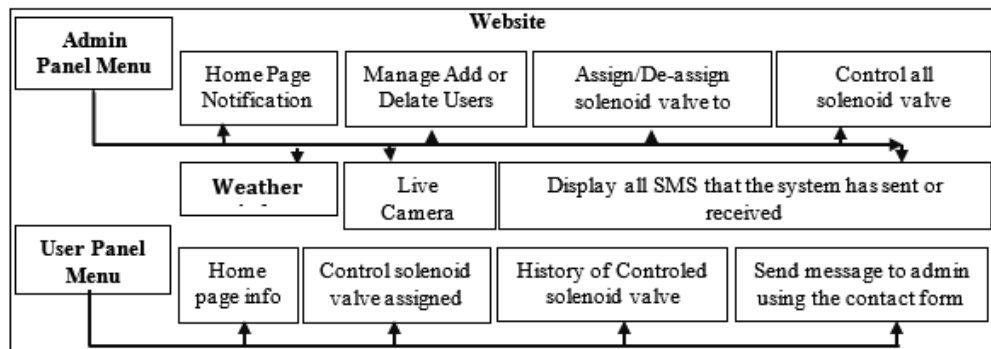 Website
Admin
Panel Menu
Home Page
Notification
Manage Add or
Delate Users
Assign/De-assign
solenoid valve to
Control all
solenoid valve
Weather
Live
Camera
Display all SMS that the system has sent or
received
User Panel
Menu
Home
page info
Control solenoid
valve assigned
History of Controled
solenoid valve
Send message to admin
using the contact form